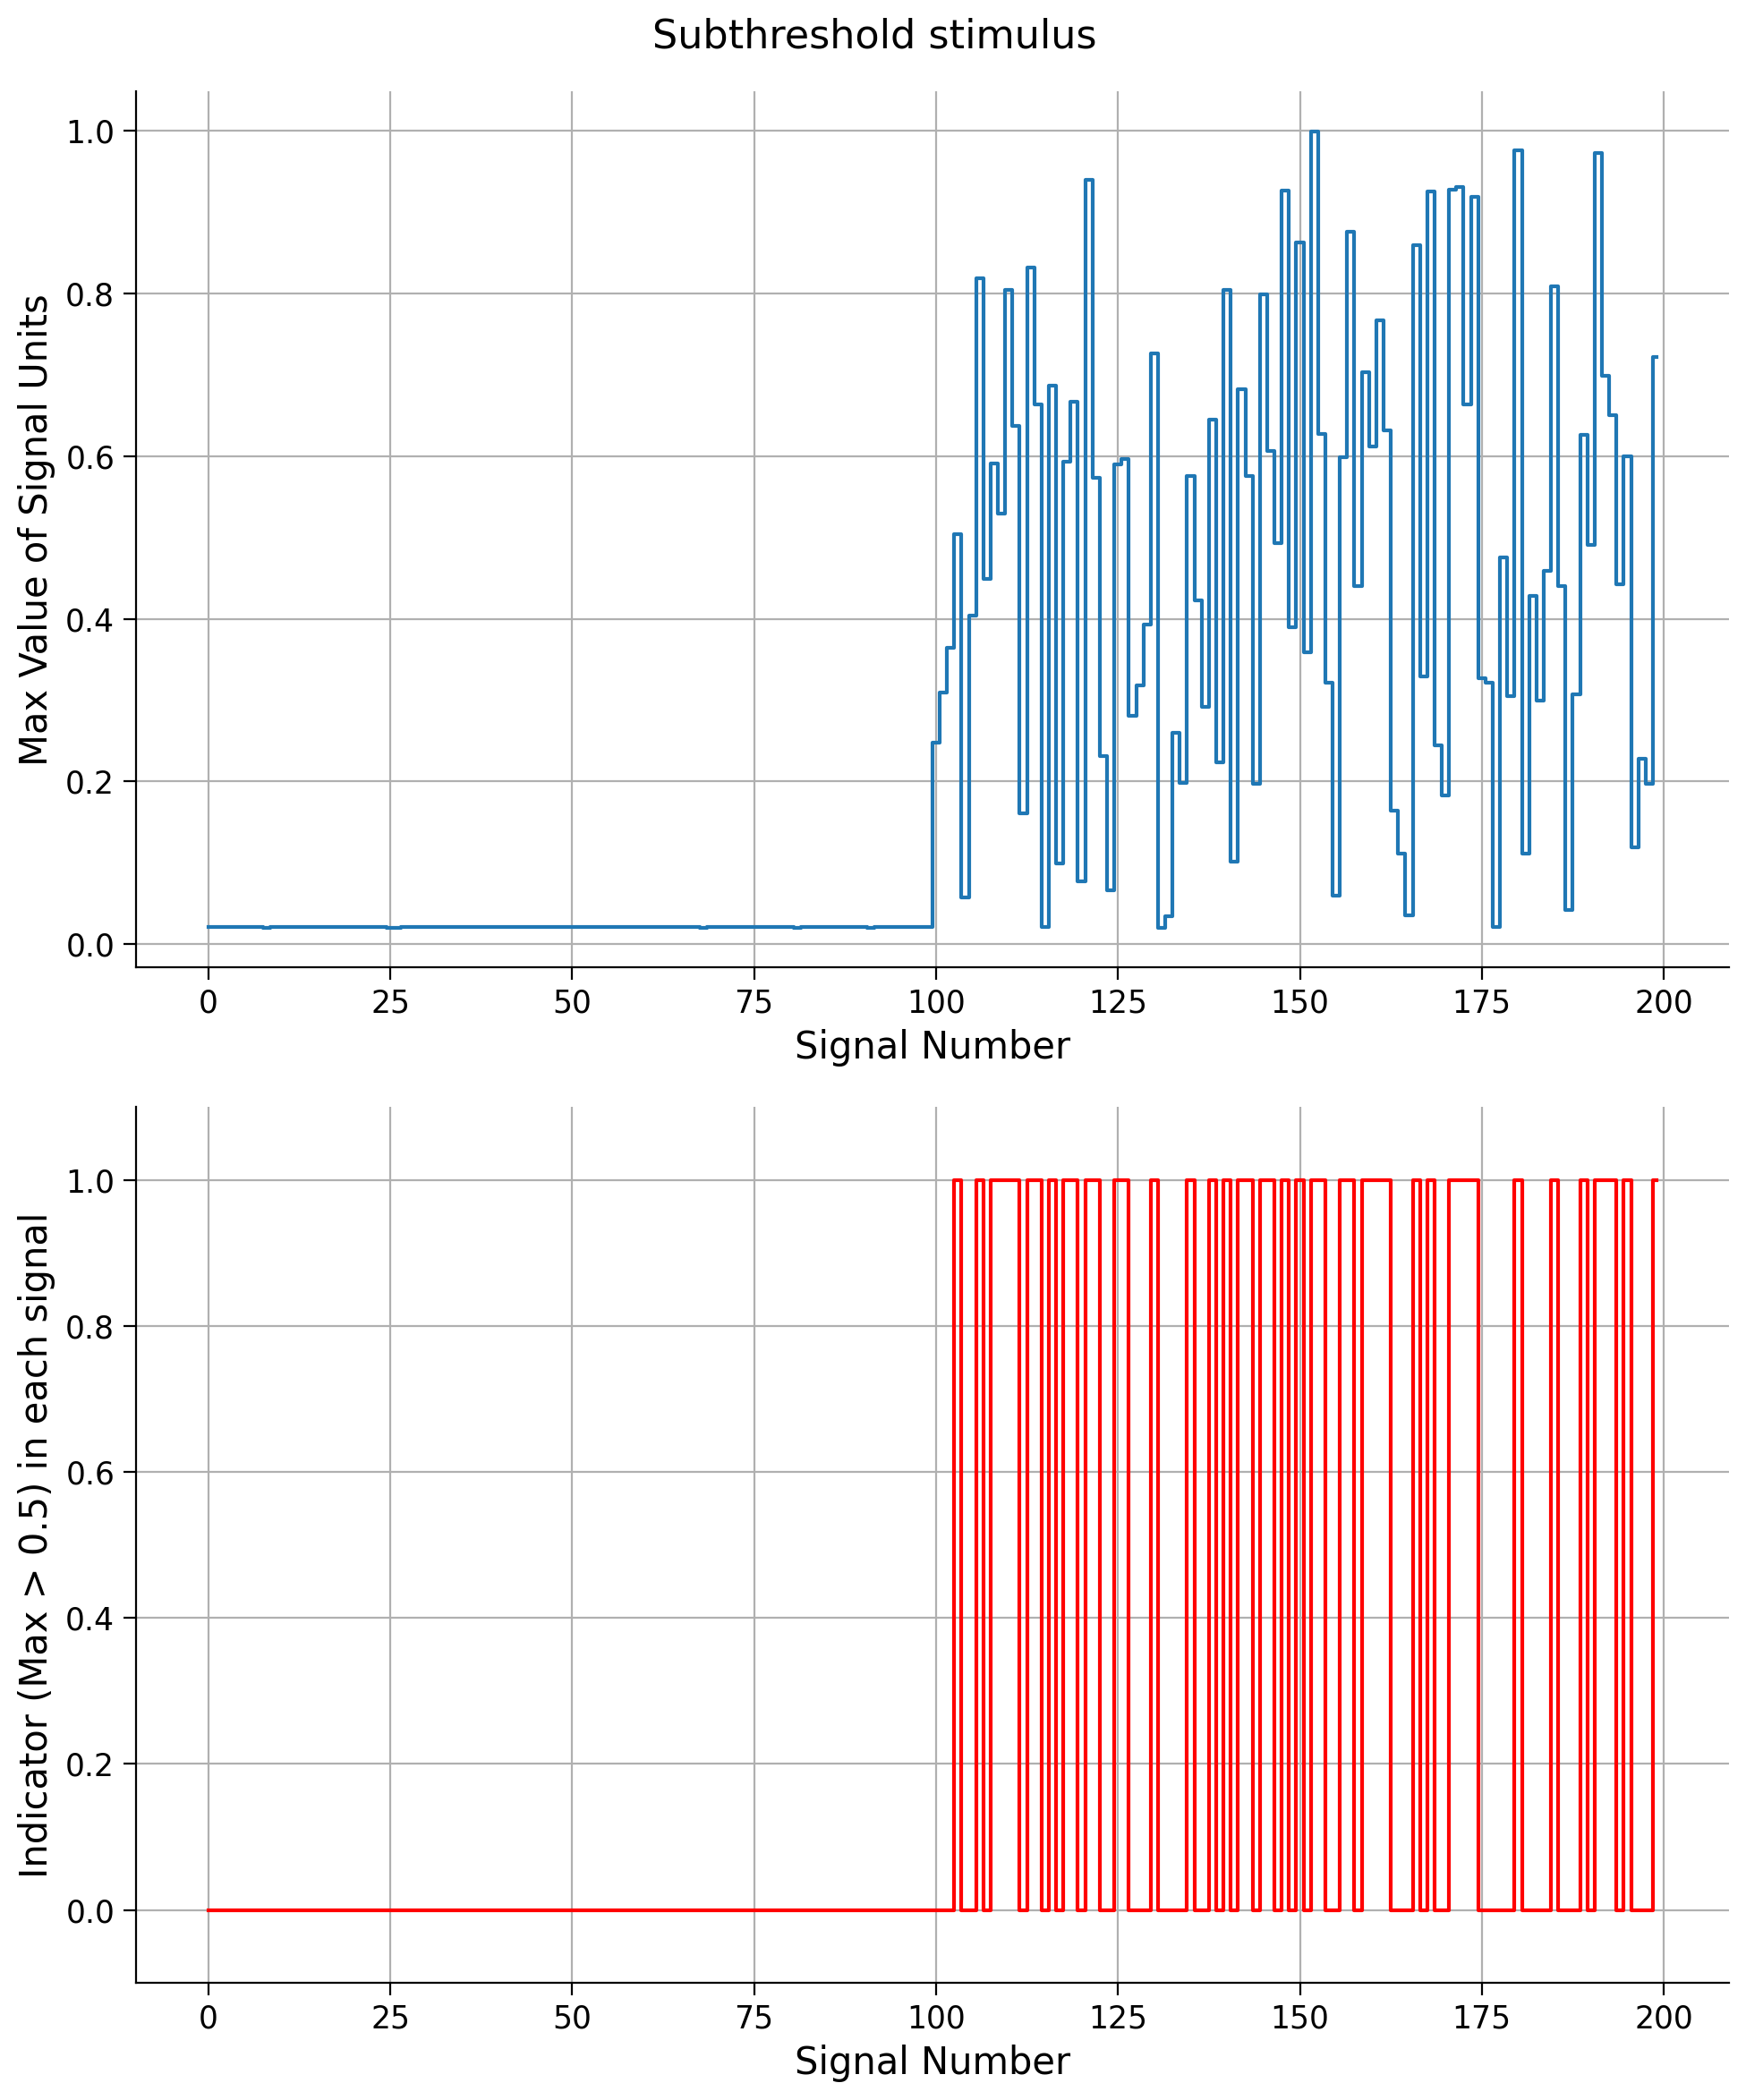 Subthreshold stimulus
Max Value of Signal Units
1.0
0.8
0.6
0.4
0.2
0.0
0 25 50 75 100 125 150 175 200
Signal Number
Indicator (Max > 0.5) in each signal
1.0
0.8
0.6
0.4
0.2
0.0
0 25 50 75 100 125 150 175 200
Signal Number